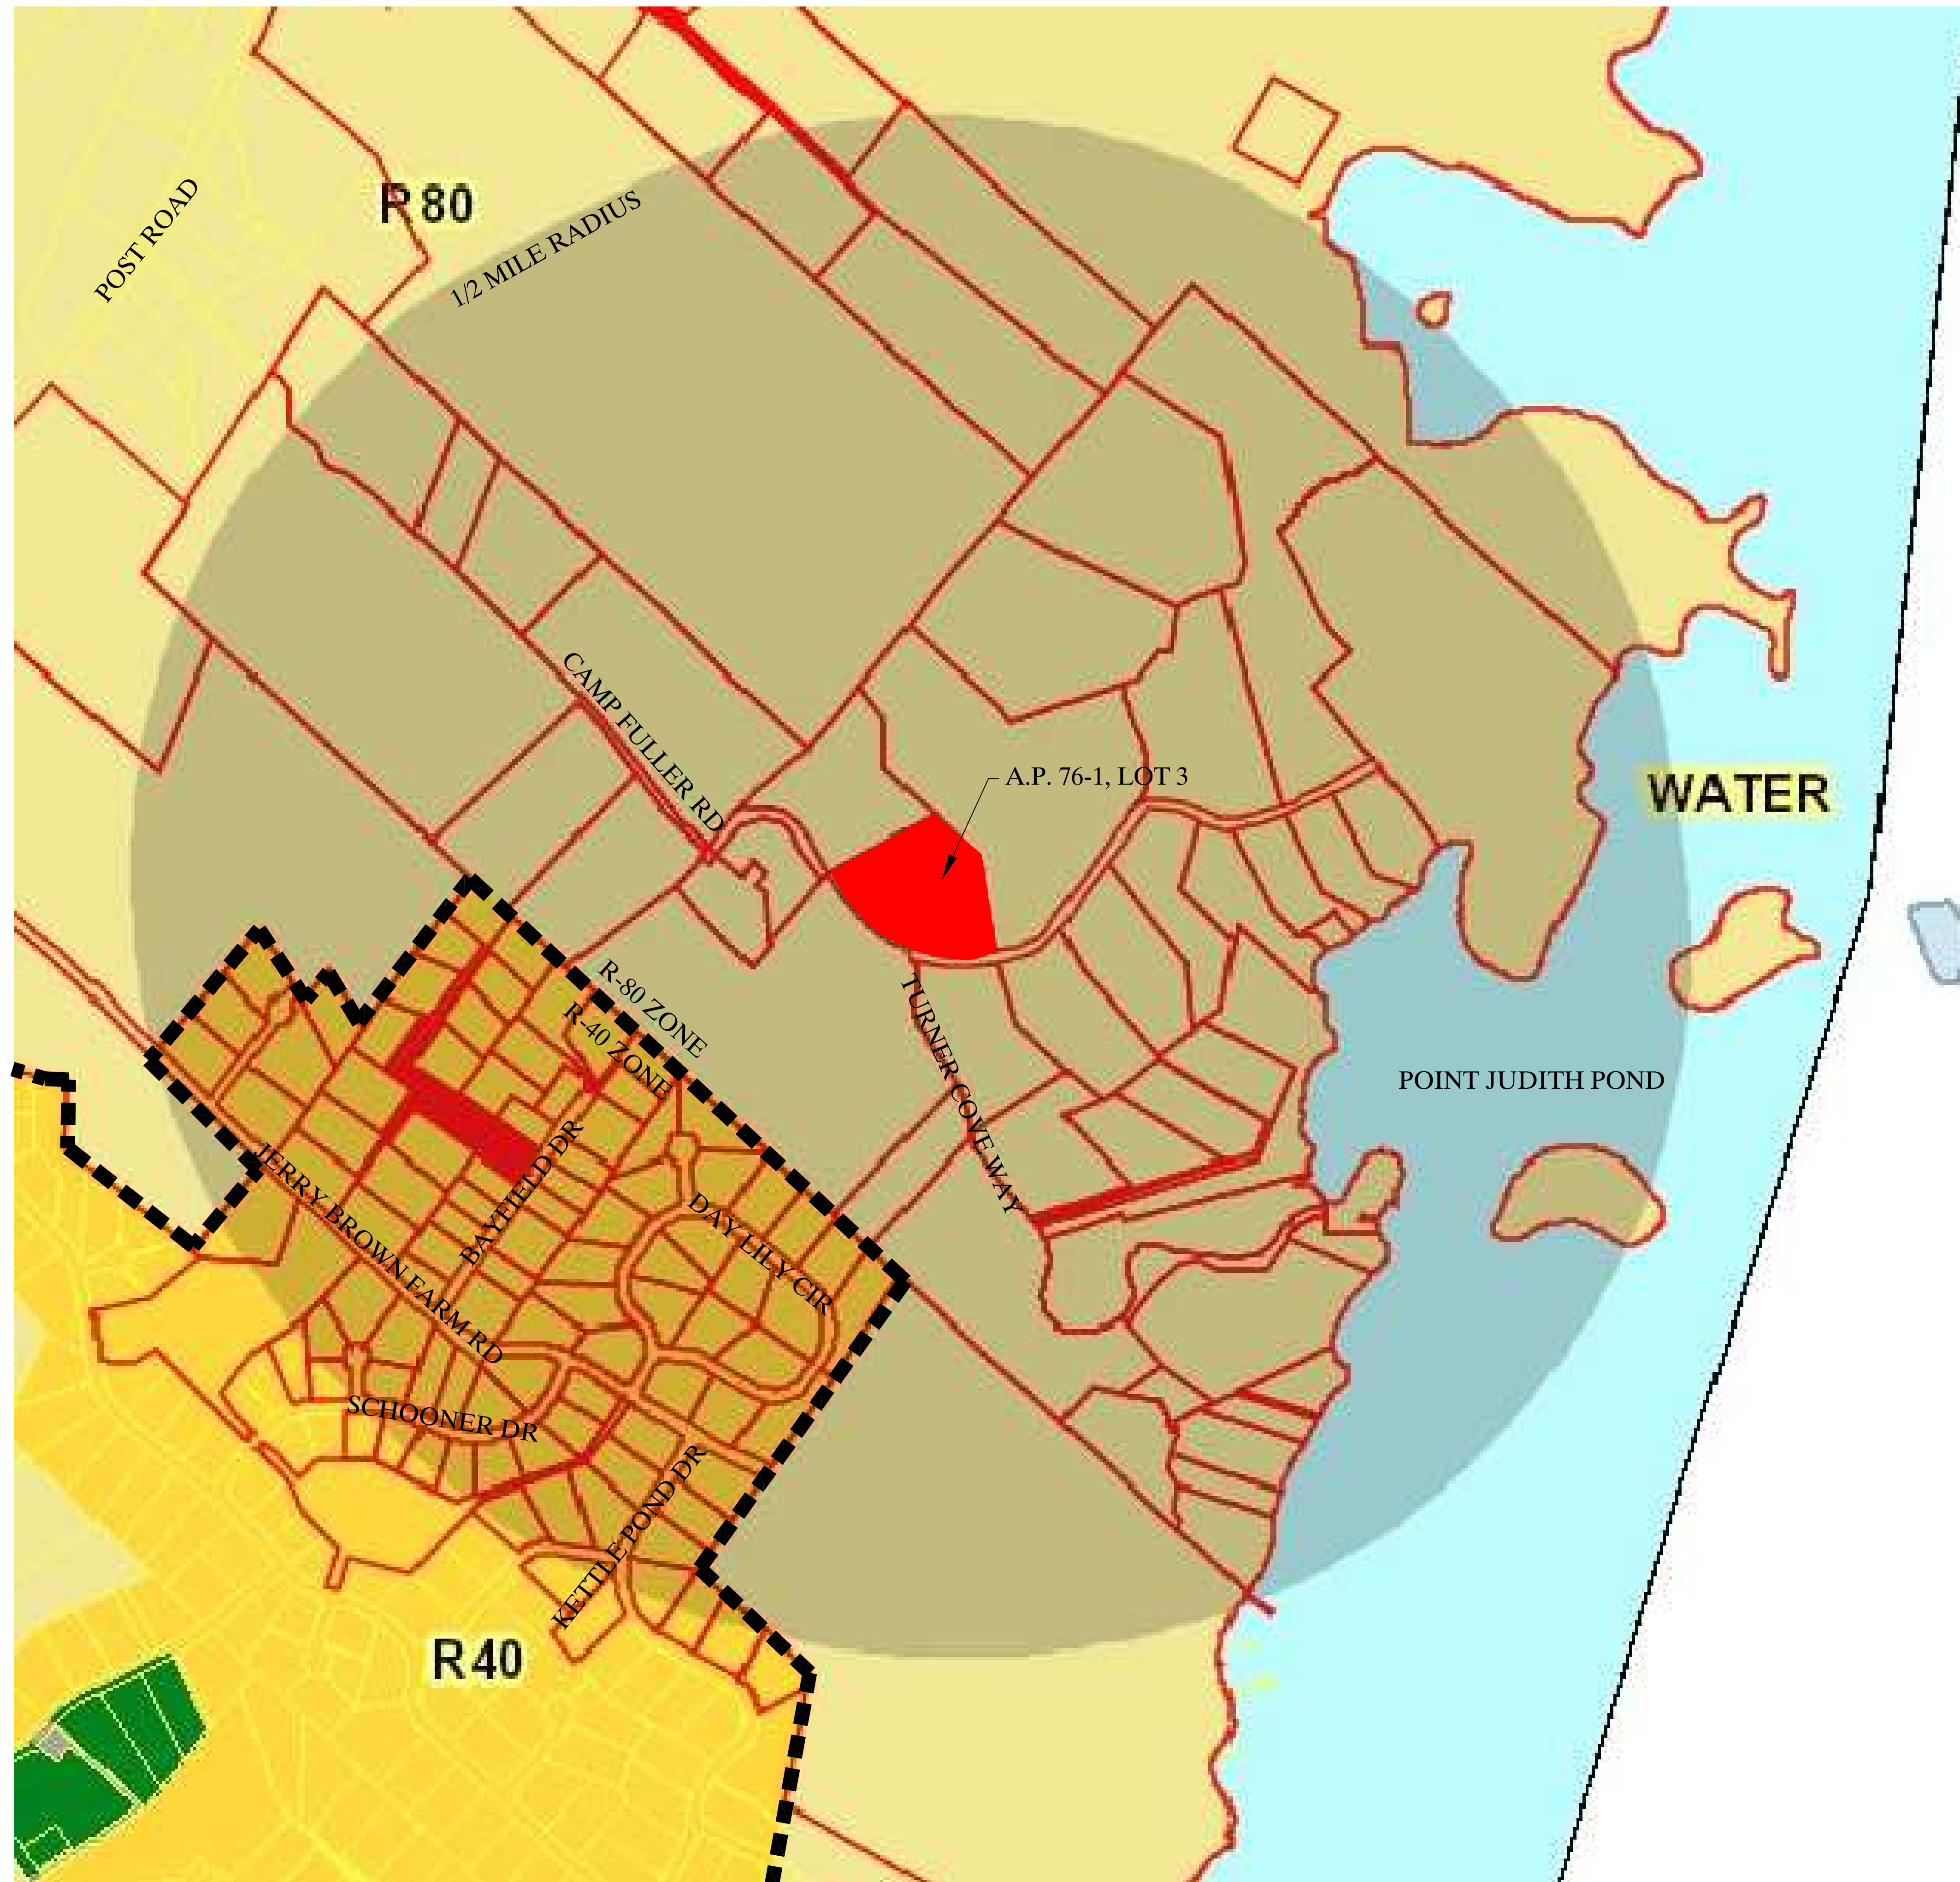 POST ROAD
R 80
1/2 MILE RADIUS
CAMP FULLER RD
A.P. 76-1, LOT 3
WATER
R-80 ZONE
R-40 ZONE
TURNER COVE WAY
POINT JUDITH POND
JERRY BROWN FARM RD
BAYFIELD DR
DAY LILY CIR
SCHOONER DR
KETTLE POND DR
R40